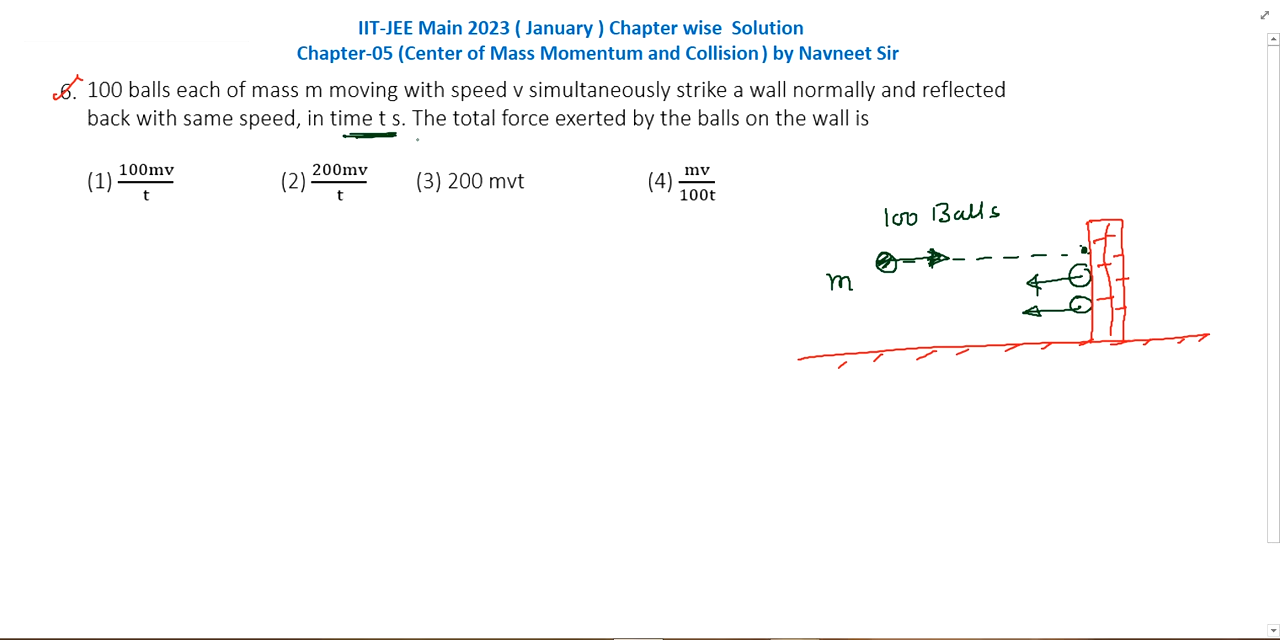 IIT-JEE Main 2023 ( January ) Chapter wise Solution
Chapter-05 (Center of Mass Momentum and Collision ) by Navneet Sir
6. 100 balls each of mass m moving with speed v simultaneously strike a wall normally and reflected
back with same speed, in time t s. The total force exerted by the balls on the wall is
(1) 100mv/t (2) 200mv/t (3) 200 mvt (4) mv/100t
100 Balls
m